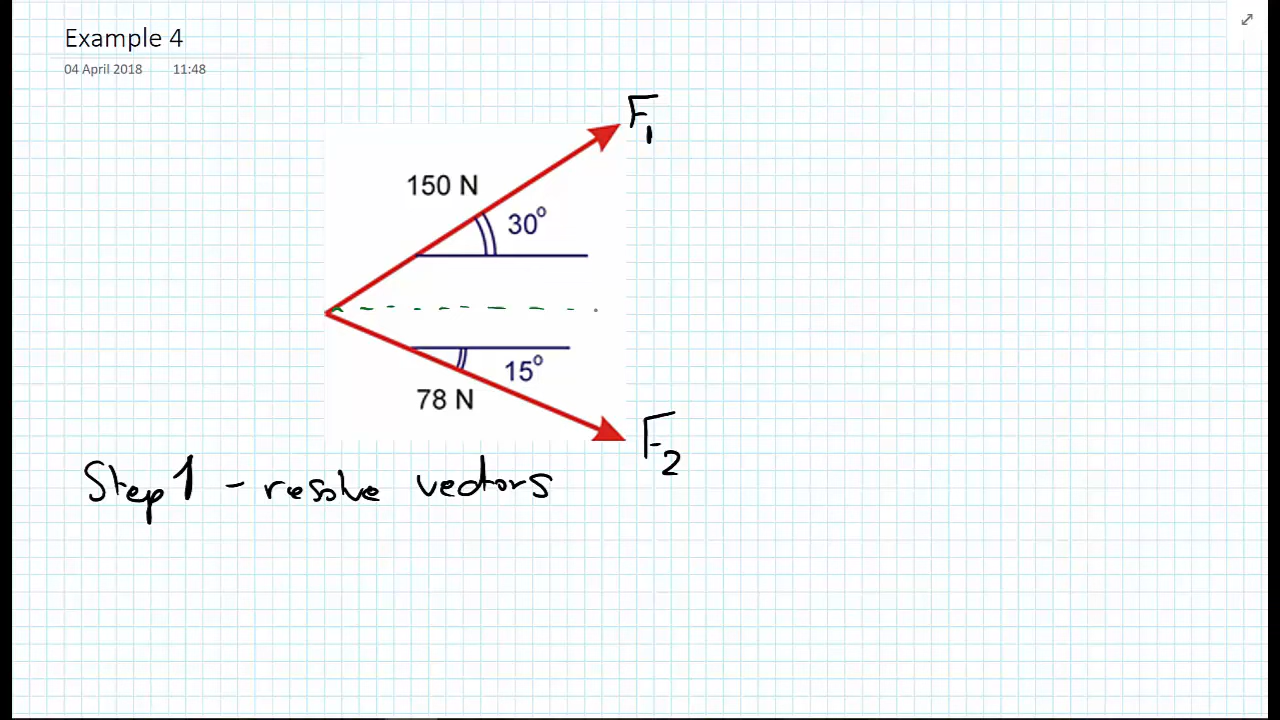 Example 4
04 April 2018 11:48
F1
150 N
30°
15°
78 N
F2
Step 1 - resolve vectors